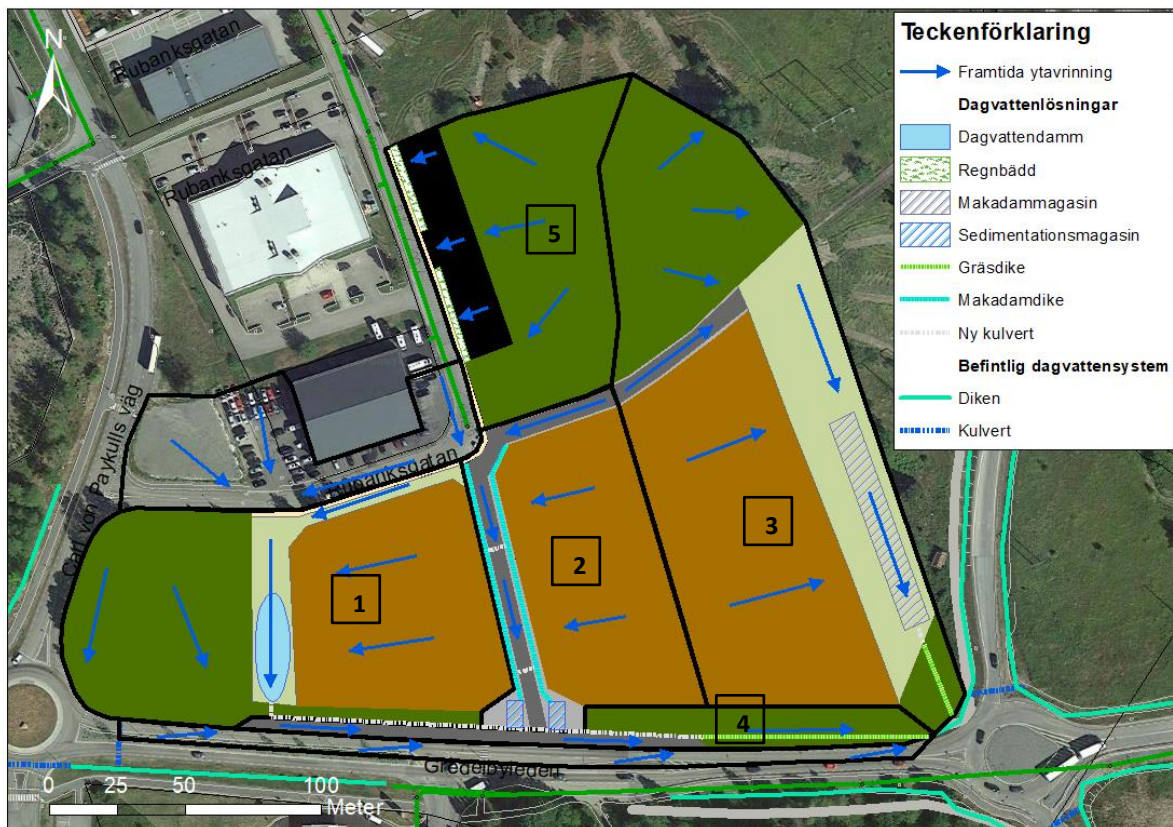 N
Rubanksgatan
Rubanksgatan
Carl von Paykulls väg
Rubanksgatan
5
1
2
3
4
Gredelbyleden
0 25 50 100
Meter
Teckenförklaring
Framtida ytavrinning
Dagvattenlösningar
Dagvattendamm
Regnbädd
Makadammagasin
Sedimentationsmagasin
Gräsdike
Makadamdike
Ny kulvert
Befintlig dagvattensystem
Diken
Kulvert